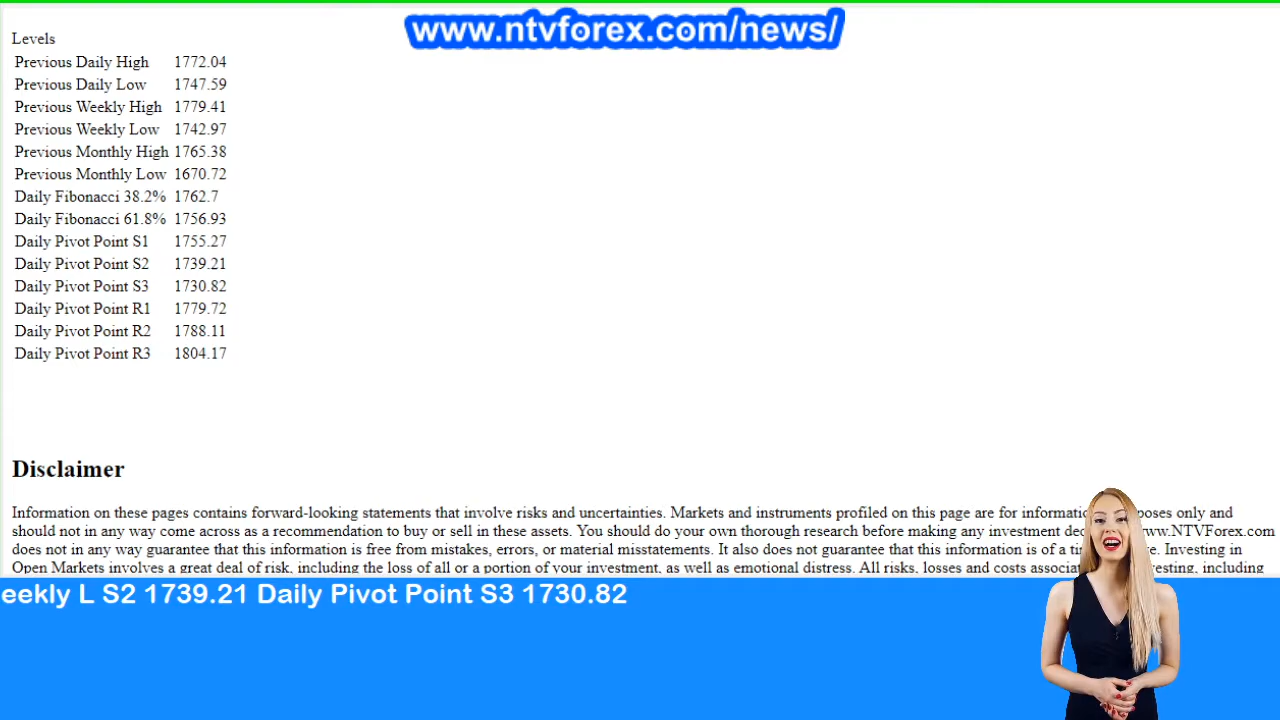 www.ntvforex.com/news/
Levels
Previous Daily High 1772.04
Previous Daily Low 1747.59
Previous Weekly High 1779.41
Previous Weekly Low 1742.97
Previous Monthly High 1765.38
Previous Monthly Low 1670.72
Daily Fibonacci 38.2% 1762.7
Daily Fibonacci 61.8% 1756.93
Daily Pivot Point S1 1755.27
Daily Pivot Point S2 1739.21
Daily Pivot Point S3 1730.82
Daily Pivot Point R1 1779.72
Daily Pivot Point R2 1788.11
Daily Pivot Point R3 1804.17
Disclaimer
Information on these pages contains forward-looking statements that involve risks and uncertainties. Markets and instruments profiled on this page are for informatio poses only and
should not in any way come across as a recommendation to buy or sell in these assets. You should do your own thorough research before making any investment dec www.NTVForex.com
does not in any way guarantee that this information is free from mistakes, errors, or material misstatements. It also does not guarantee that this information is of a ti e. Investing in
Open Markets involves a great deal of risk, including the loss of all or a portion of your investment, as well as emotional distress. All risks, losses and costs associat esting, including
eekly L S2 1739.21 Daily Pivot Point S3 1730.82